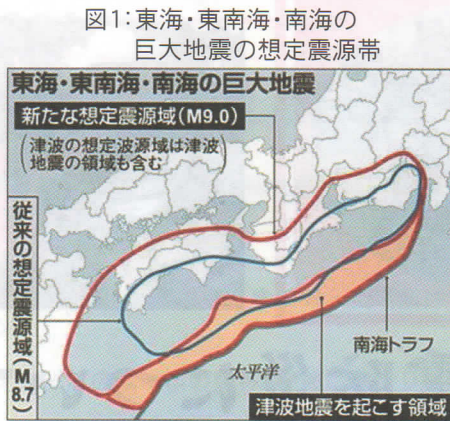 図1:東海・東南海・南海の
巨大地震の想定震源帯
東海・東南海・南海の巨大地震
新たな想定震源域(M9.0)
(津波の想定波源域は津波
地震の領域も含む)
従来の想定震源域(M8.7)
南海トラフ
太平洋
津波地震を起こす領域